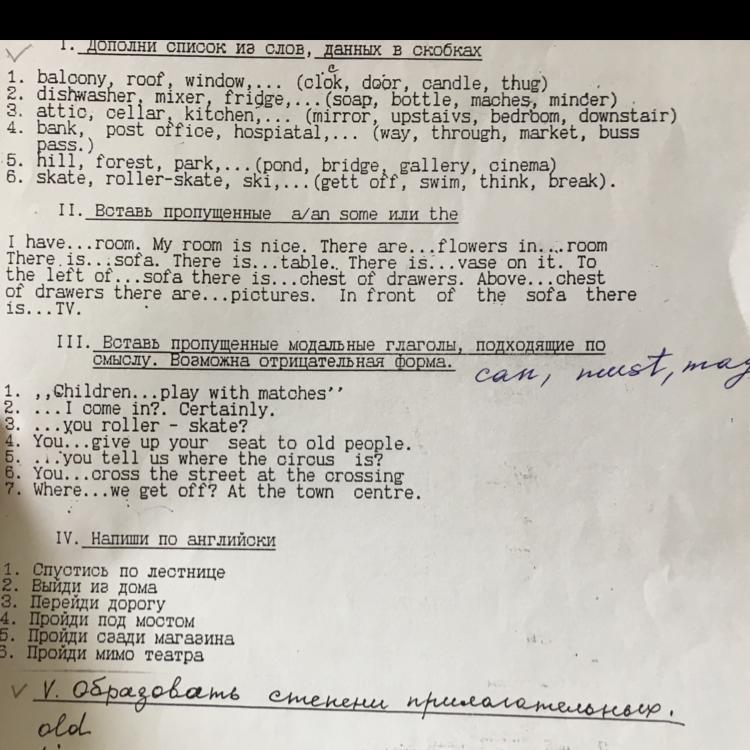 I. Дополни список из слов, данных в скобках
1. balcony, roof, window,... (clok, door, candle, thug)
2. dishwasher, mixer, fridge,...(soap, bottle, maches, minder)
3. attic, cellar, kitchen,... (mirror, upstaivs, bedrbom, downstair)
4. bank, post office, hospiatal,... (way, through, market, buss
pass.)
5. hill, forest, park,...(pond, bridge, gallery, cinema)
6. skate, roller-skate, ski,...(gett off, swim, think, break).
II. Вставь пропущенные a/an some или the
I have...room. My room is nice. There are...flowers in...room
There is...sofa. There is...table. There is...vase on it. To
the left of...sofa there is...chest of drawers. Above...chest
of drawers there are...pictures. In front of the sofa there
is...TV.
III. Вставь пропущенные модальные глаголы, подходящие по
смыслу. Возможна отрицательная форма.
can, must, may
1. ,,Children...play with matches’’
2. ...I come in?. Certainly.
3. ...you roller - skate?
4. You...give up your seat to old people.
5. ...you tell us where the circus is?
6. You...cross the street at the crossing
7. Where...we get off? At the town centre.
IV. Напиши по английски
1. Спустись по лестнице
2. Выйди из дома
3. Перейди дорогу
4. Пройди под мостом
5. Пройди сзади магазина
6. Пройди мимо театра
V. Образовать степени прилагательных.
old